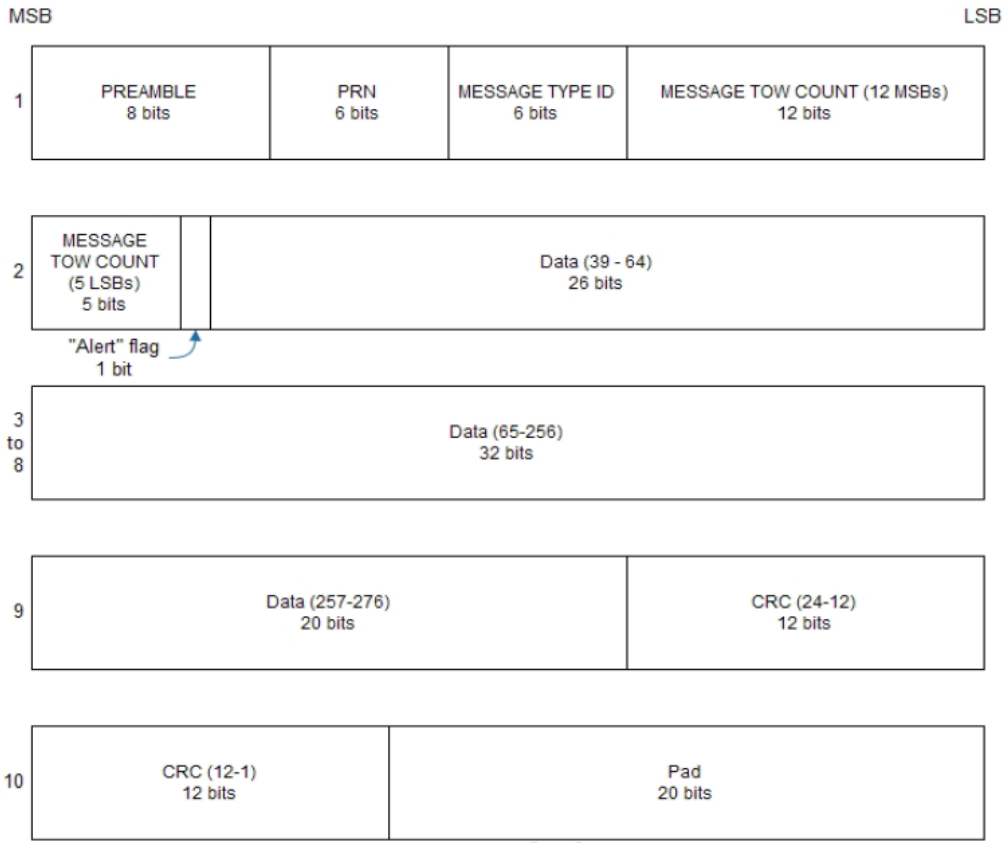 MSB
LSB
1
PREAMBLE
8 bits
PRN
6 bits
MESSAGE TYPE ID
6 bits
MESSAGE TOW COUNT (12 MSBs)
12 bits
2
MESSAGE
TOW COUNT
(5 LSBs)
5 bits
Data (39 - 64)
26 bits
"Alert" flag
1 bit
3
to
8
Data (65-256)
32 bits
9
Data (257-276)
20 bits
CRC (24-12)
12 bits
10
CRC (12-1)
12 bits
Pad
20 bits